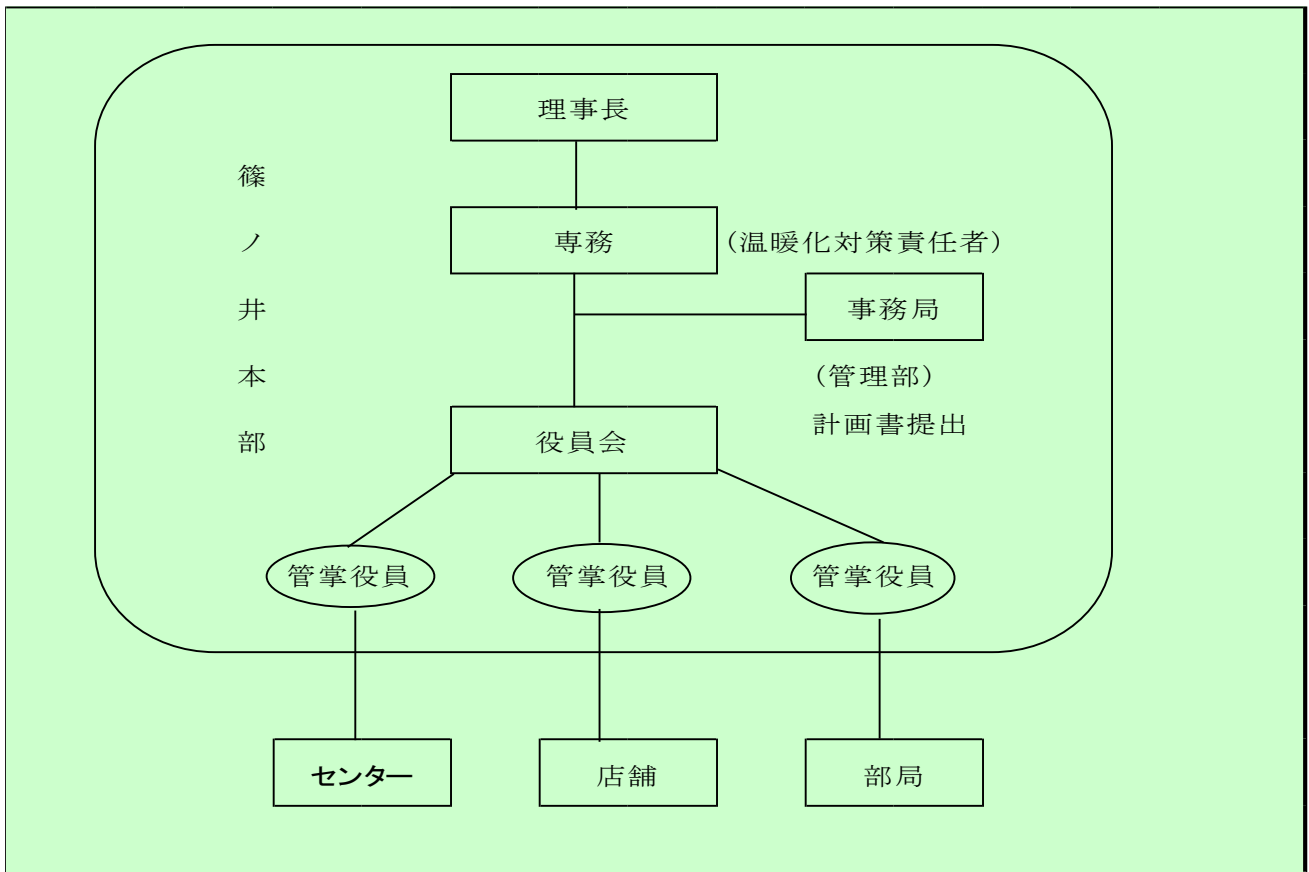 理事長
篠ノ井本部
専務
(温暖化対策責任者)
事務局
(管理部)
計画書提出
役員会
管掌役員
管掌役員
管掌役員
センター
店舗
部局